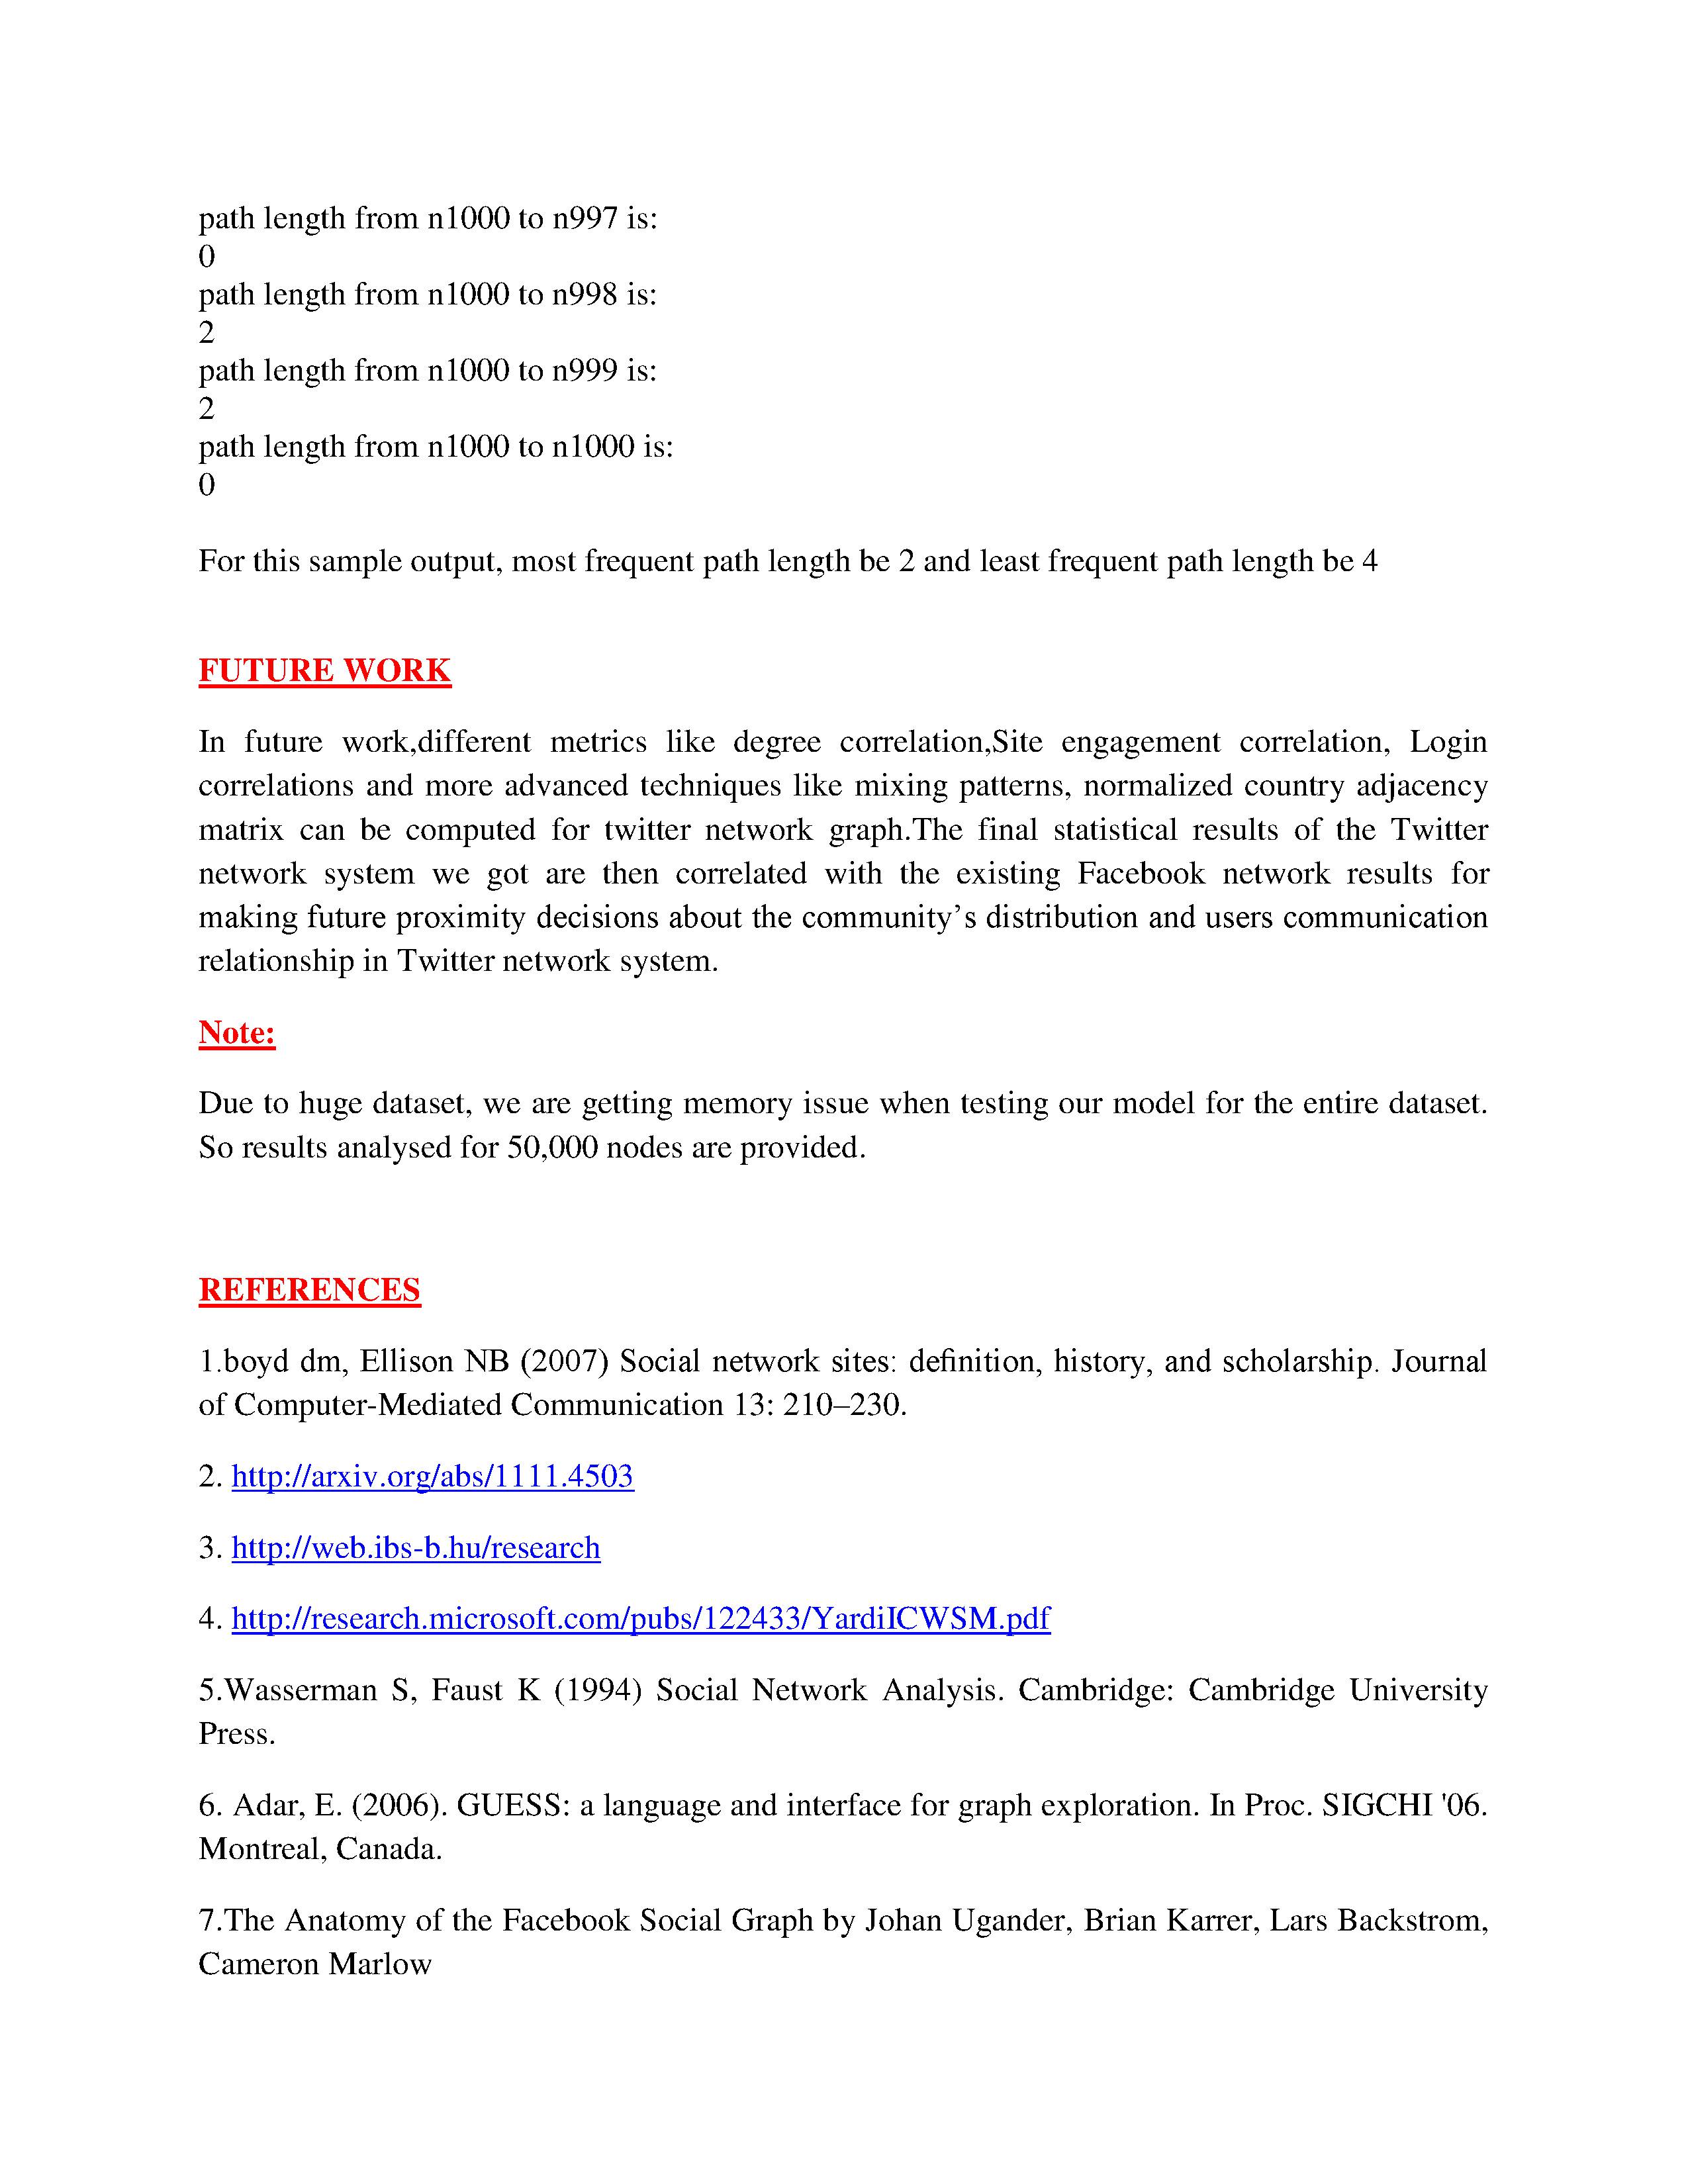 path length from n1000 to n997 is:
0
path length from n1000 to n998 is:
2
path length from n1000 to n999 is:
2
path length from n1000 to n1000 is:
0
For this sample output, most frequent path length be 2 and least frequent path length be 4
FUTURE WORK
In future work,different metrics like degree correlation,Site engagement correlation, Login
correlations and more advanced techniques like mixing patterns, normalized country adjacency
matrix can be computed for twitter network graph.The final statistical results of the Twitter
network system we got are then correlated with the existing Facebook network results for
making future proximity decisions about the community’s distribution and users communication
relationship in Twitter network system.
Note:
Due to huge dataset, we are getting memory issue when testing our model for the entire dataset.
So results analysed for 50,000 nodes are provided.
REFERENCES
1.boyd dm, Ellison NB (2007) Social network sites: definition, history, and scholarship. Journal
of Computer-Mediated Communication 13: 210–230.
2. http://arxiv.org/abs/1111.4503
3. http://web.ibs-b.hu/research
4. http://research.microsoft.com/pubs/122433/YardiICWSM.pdf
5.Wasserman S, Faust K (1994) Social Network Analysis. Cambridge: Cambridge University
Press.
6. Adar, E. (2006). GUESS: a language and interface for graph exploration. In Proc. SIGCHI '06.
Montreal, Canada.
7.The Anatomy of the Facebook Social Graph by Johan Ugander, Brian Karrer, Lars Backstrom,
Cameron Marlow